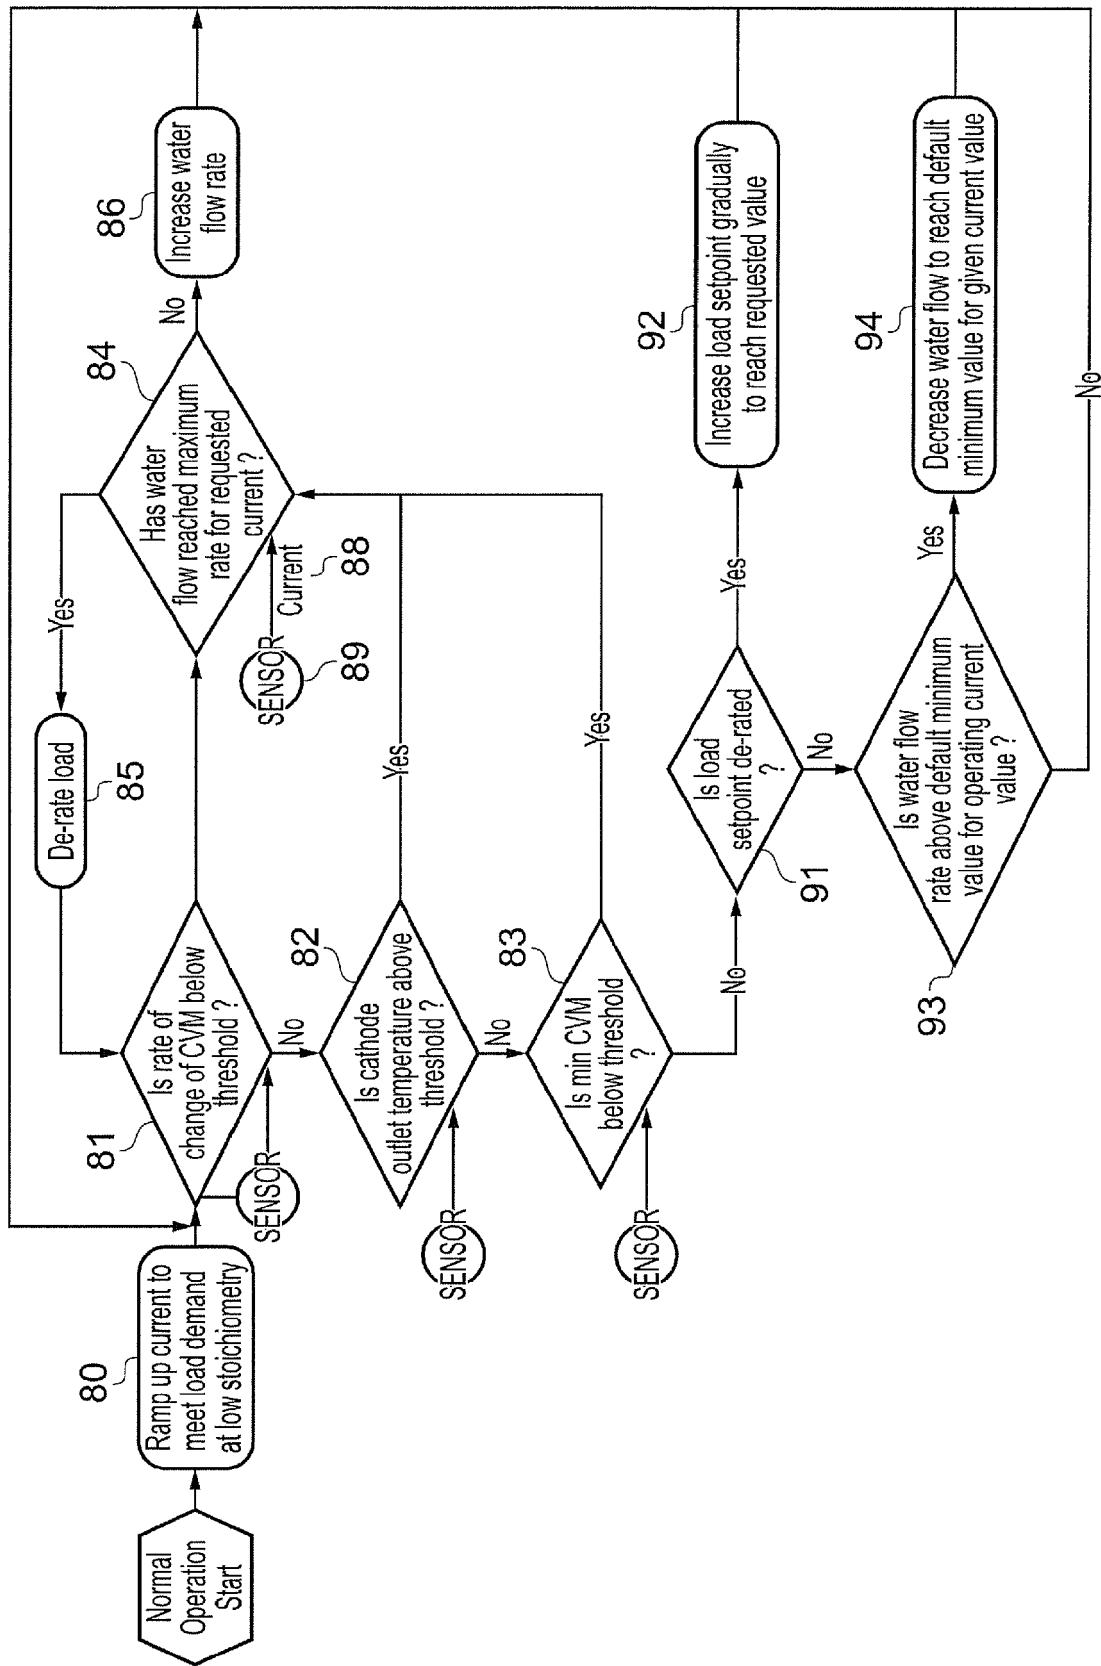 Normal
Operation
Start
80
Ramp up current to
meet load demand
at low stoichiometry
81
Is rate of
change of CVM below
threshold ?
SENSOR
No
De-rate load
85
Yes
84
Has water
flow reached maximum
rate for requested
current ?
SENSOR
89
Current
88
No
86
Increase water
flow rate
82
Is cathode
outlet temperature above
threshold ?
SENSOR
Yes
No
83
Is min CVM
below threshold
?
SENSOR
Yes
No
91
Is load
setpoint de-rated
?
Yes
92
Increase load setpoint gradually
to reach requested value
No
93
Is water flow
rate above default minimum
value for operating current
value ?
Yes
94
Decrease water flow to reach default
minimum value for given current value
No